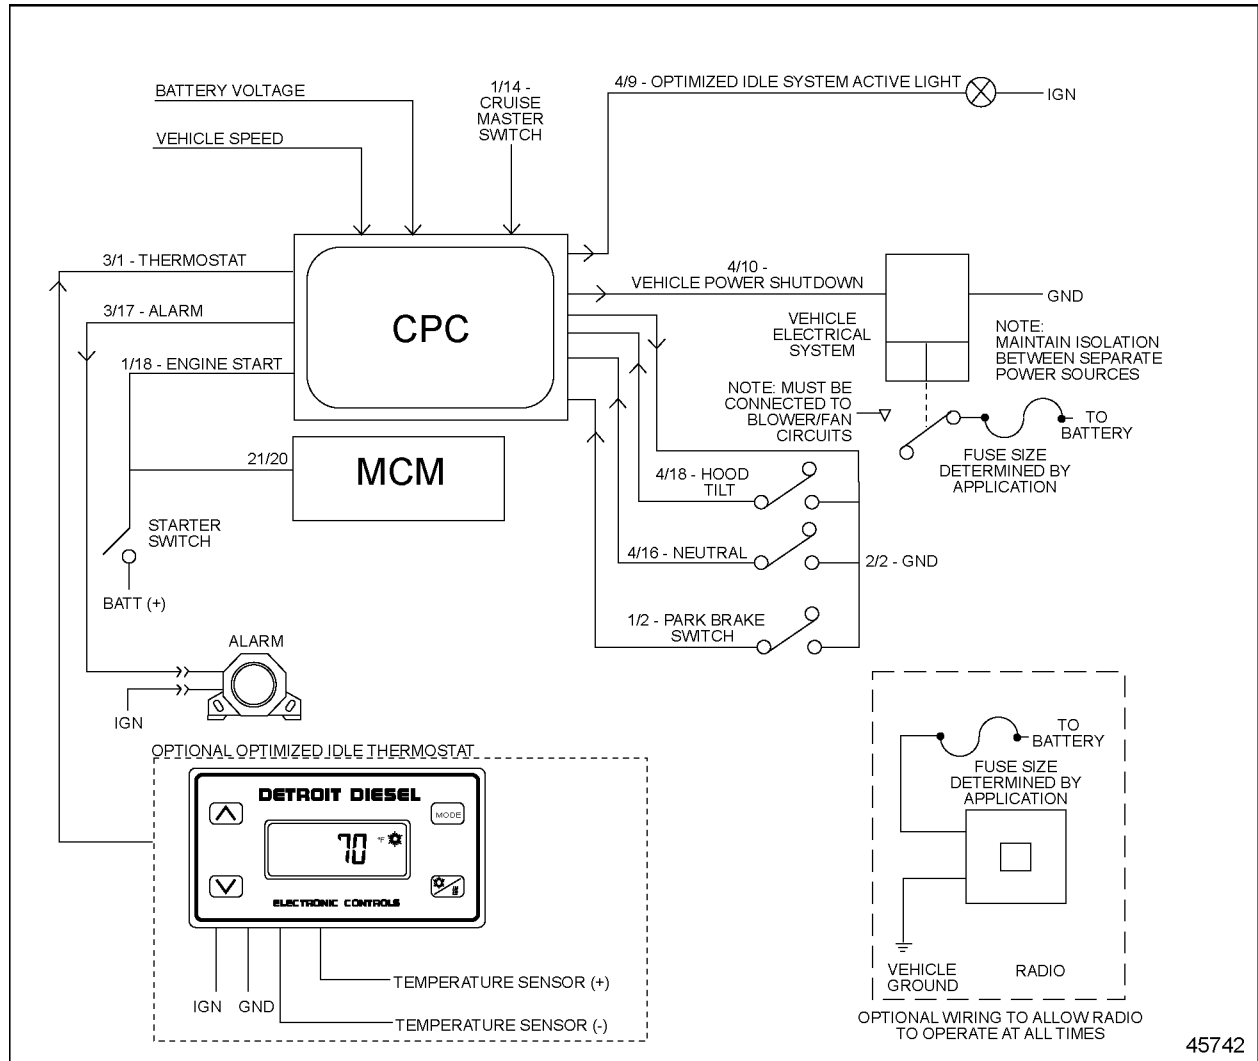 BATTERY VOLTAGE
VEHICLE SPEED
1/14 -
CRUISE
MASTER
SWITCH
4/9 - OPTIMIZED IDLE SYSTEM ACTIVE LIGHT
IGN
3/1 - THERMOSTAT
3/17 - ALARM
1/18 - ENGINE START
CPC
4/10 -
VEHICLE POWER SHUTDOWN
GND
VEHICLE
ELECTRICAL
SYSTEM
NOTE:
MAINTAIN ISOLATION
BETWEEN SEPARATE
POWER SOURCES
NOTE: MUST BE
CONNECTED TO
BLOWER/FAN
CIRCUITS
TO
BATTERY
FUSE SIZE
DETERMINED BY
APPLICATION
21/20
MCM
4/18 - HOOD
TILT
4/16 - NEUTRAL
2/2 - GND
1/2 - PARK BRAKE
SWITCH
STARTER
SWITCH
BATT (+)
ALARM
IGN
OPTIONAL OPTIMIZED IDLE THERMOSTAT
DETROIT DIESEL
MODE
70 °F
ELECTRONIC CONTROLS
IGN
GND
TEMPERATURE SENSOR (+)
TEMPERATURE SENSOR (-)
TO
BATTERY
FUSE SIZE
DETERMINED BY
APPLICATION
VEHICLE
GROUND
RADIO
OPTIONAL WIRING TO ALLOW RADIO
TO OPERATE AT ALL TIMES
45742